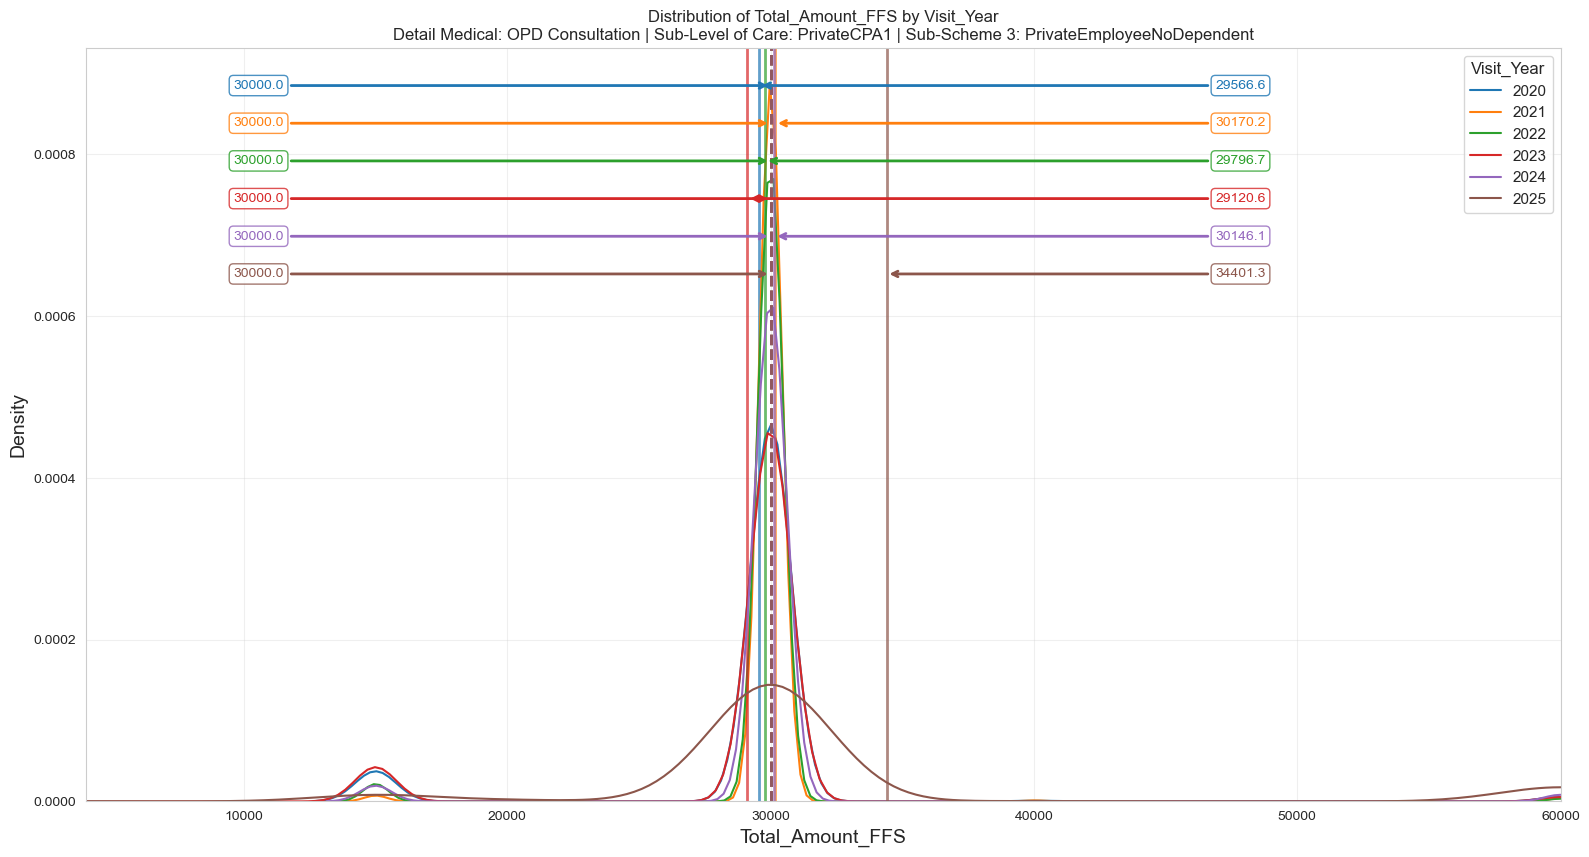 Distribution of Total_Amount_FFS by Visit_Year
Detail Medical: OPD Consultation | Sub-Level of Care: PrivateCPA1 | Sub-Scheme 3: PrivateEmployeeNoDependent
Visit_Year
2020
2021
2022
2023
2024
2025
30000.0 29566.6
30000.0 30170.2
30000.0 29796.7
30000.0 29120.6
30000.0 30146.1
30000.0 34401.3
Density
0.0008
0.0006
0.0004
0.0002
0.0000
10000 20000 30000 40000 50000 60000
Total_Amount_FFS